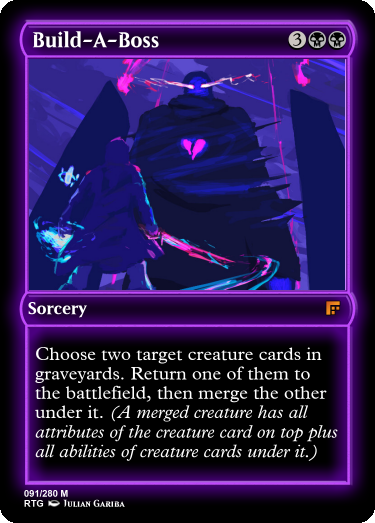 Build-A-Boss 3
Sorcery
Choose two target creature cards in
graveyards. Return one of them to
the battlefield, then merge the other
under it. (A merged creature has all
attributes of the creature card on top plus
all abilities of creature cards under it.)
091/280 M
RTG Julian Gariba